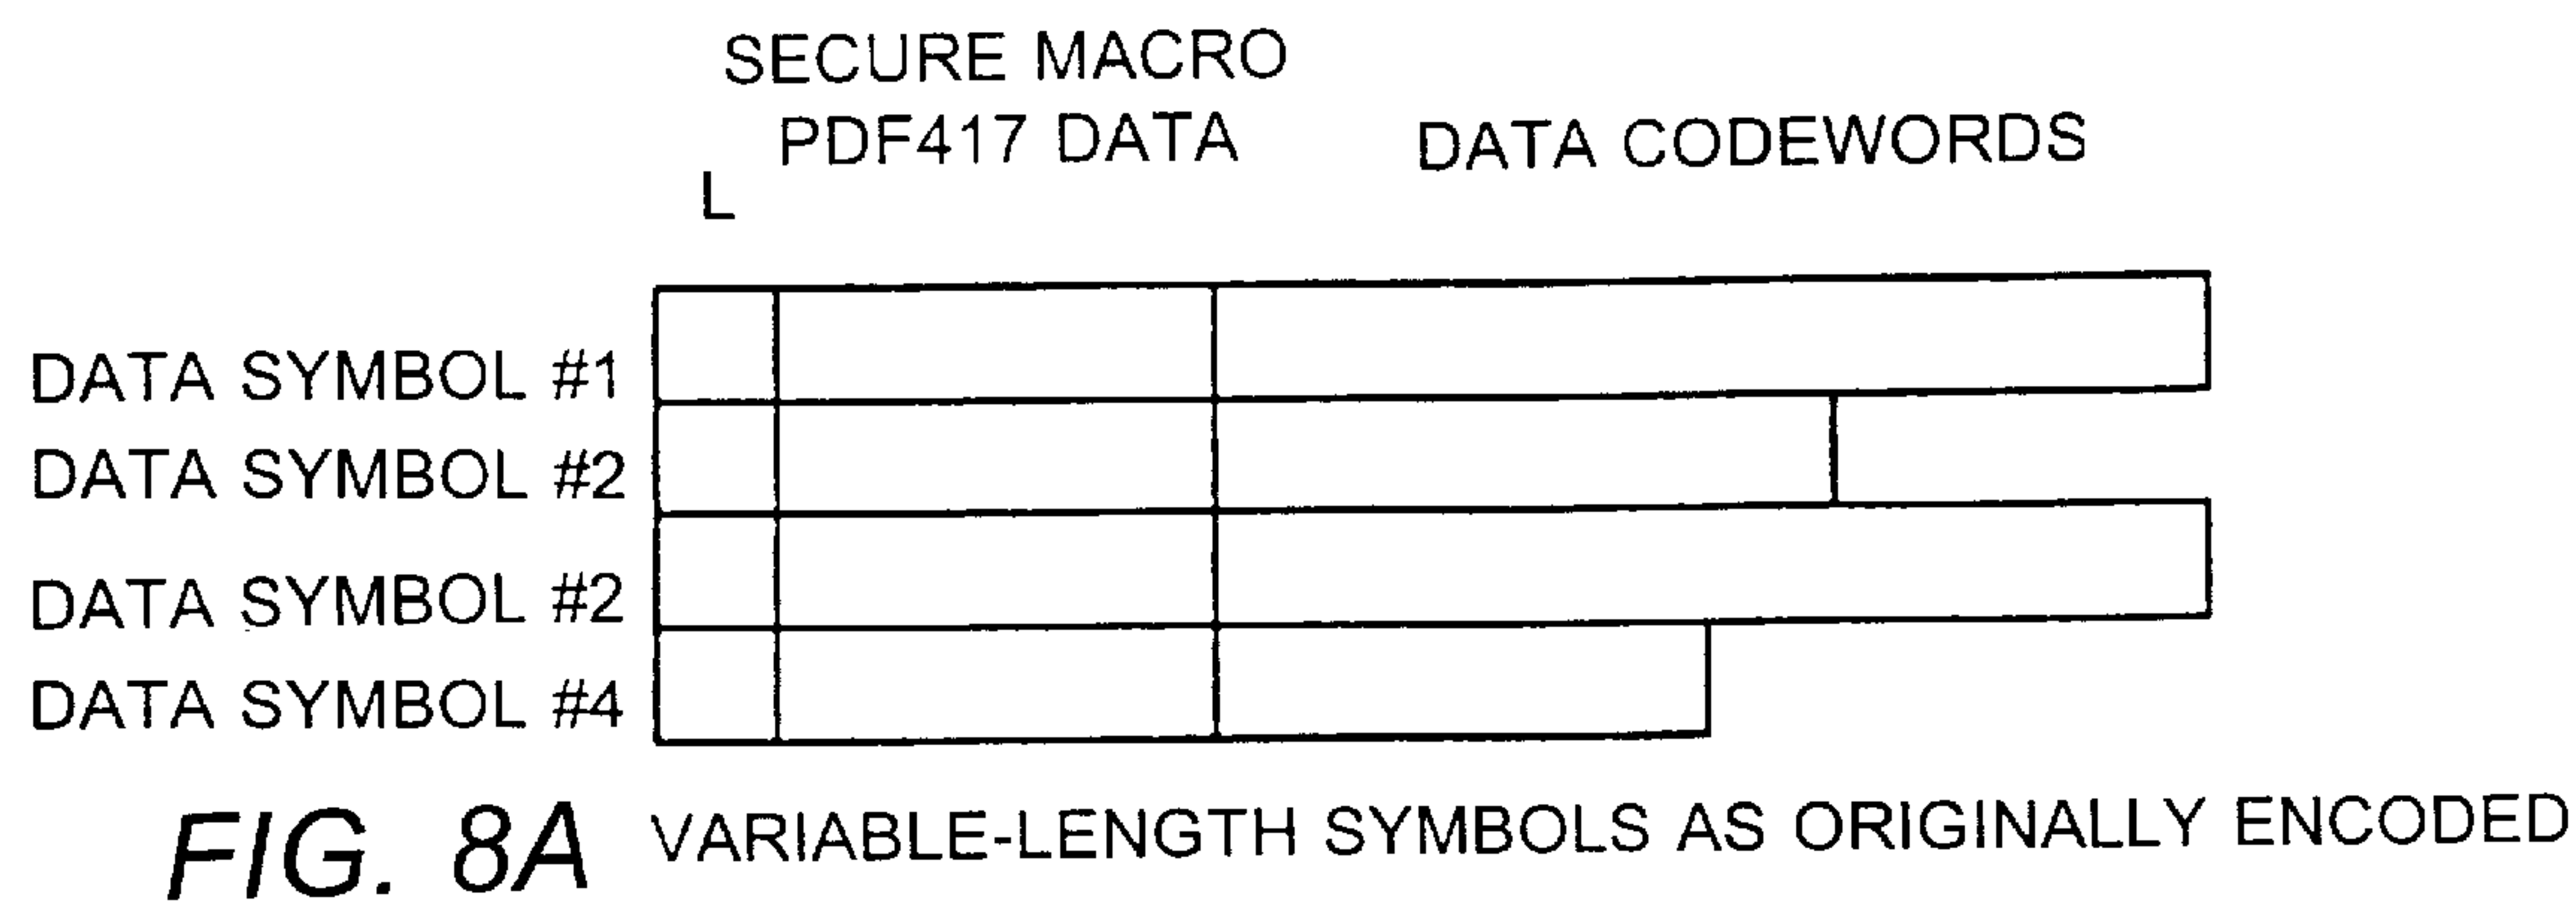 SECURE MACRO
PDF417 DATA
DATA CODEWORDS
L
DATA SYMBOL #1
DATA SYMBOL #2
DATA SYMBOL #2
DATA SYMBOL #4
FIG. 8A VARIABLE-LENGTH SYMBOLS AS ORIGINALLY ENCODED